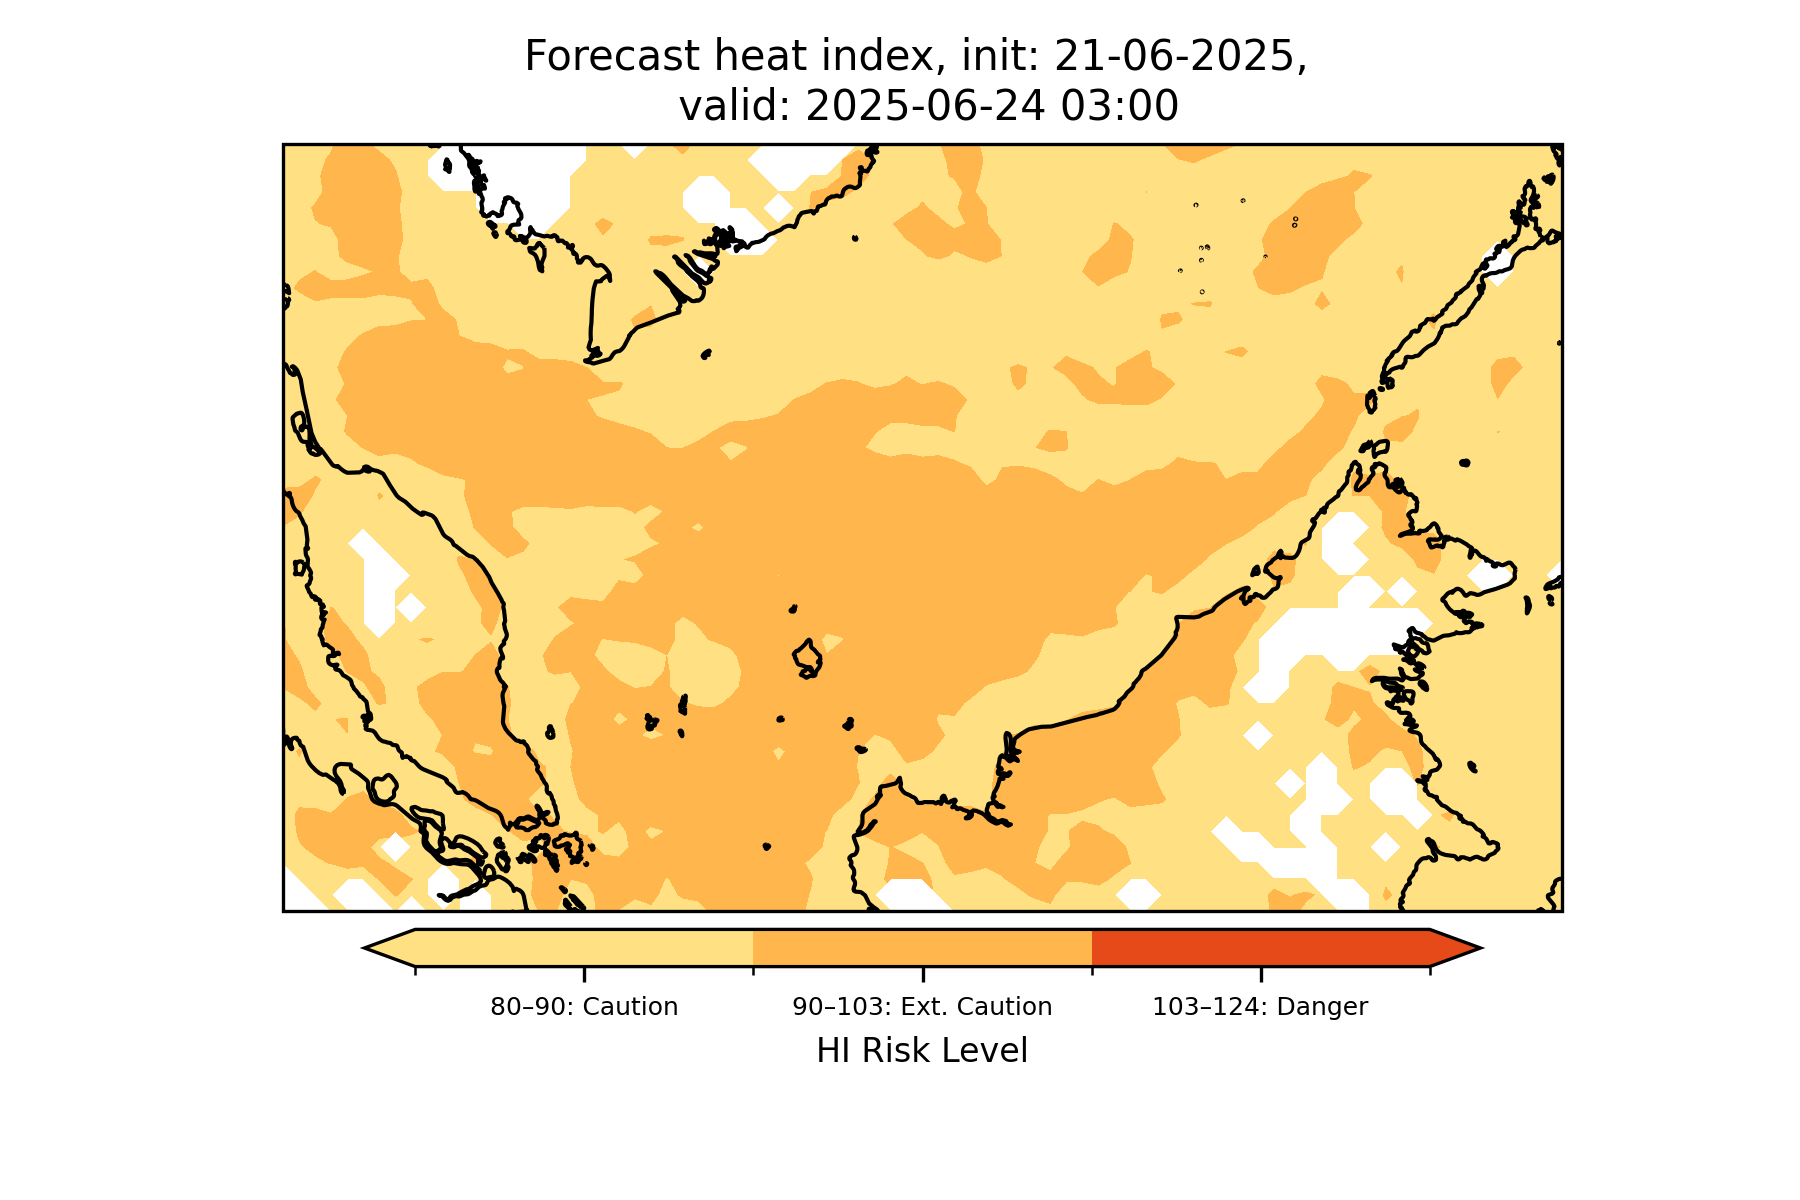 Forecast heat index, init: 21-06-2025,
valid: 2025-06-24 03:00
80–90: Caution
90–103: Ext. Caution
103–124: Danger
HI Risk Level